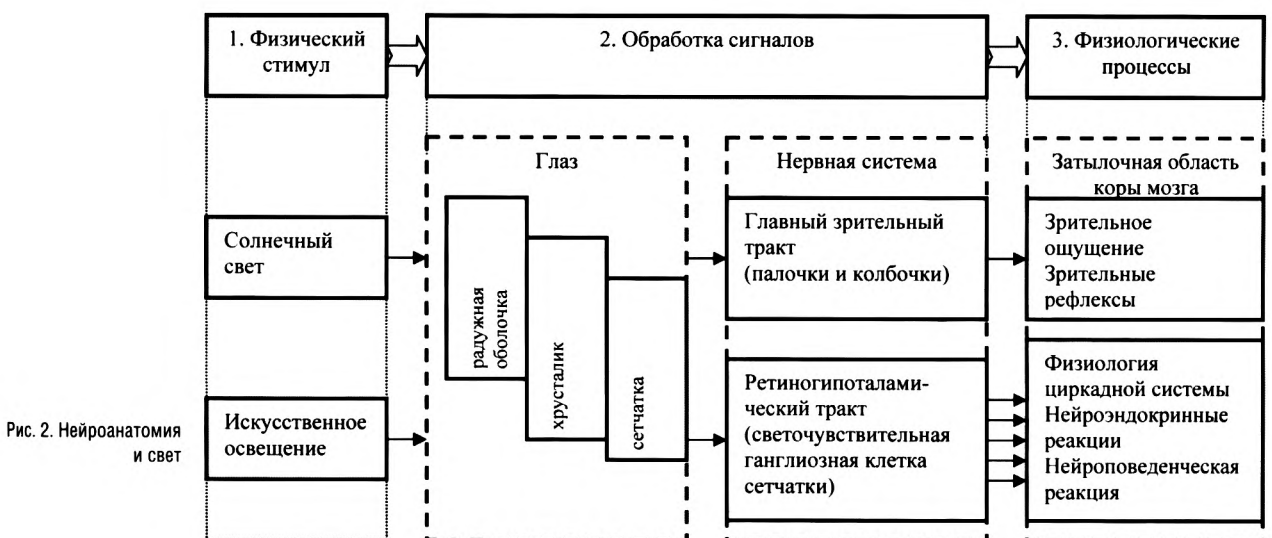 1. Физический
стимул
2. Обработка сигналов
3. Физиологические
процессы
Глаз
Нервная система
Затылочная область
коры мозга
Солнечный
свет
радужная
оболочка
хрусталик
сетчатка
Главный зрительный
тракт
(палочки и колбочки)
Зрительное
ощущение
Зрительные
рефлексы
Искусственное
освещение
Ретиногипоталами-
ческий тракт
(светочувствительная
ганглиозная клетка
сетчатки)
Физиология
циркадной системы
Нейроэндокринные
реакции
Нейроповеденческая
реакция
Рис. 2. Нейроанатомия
и свет